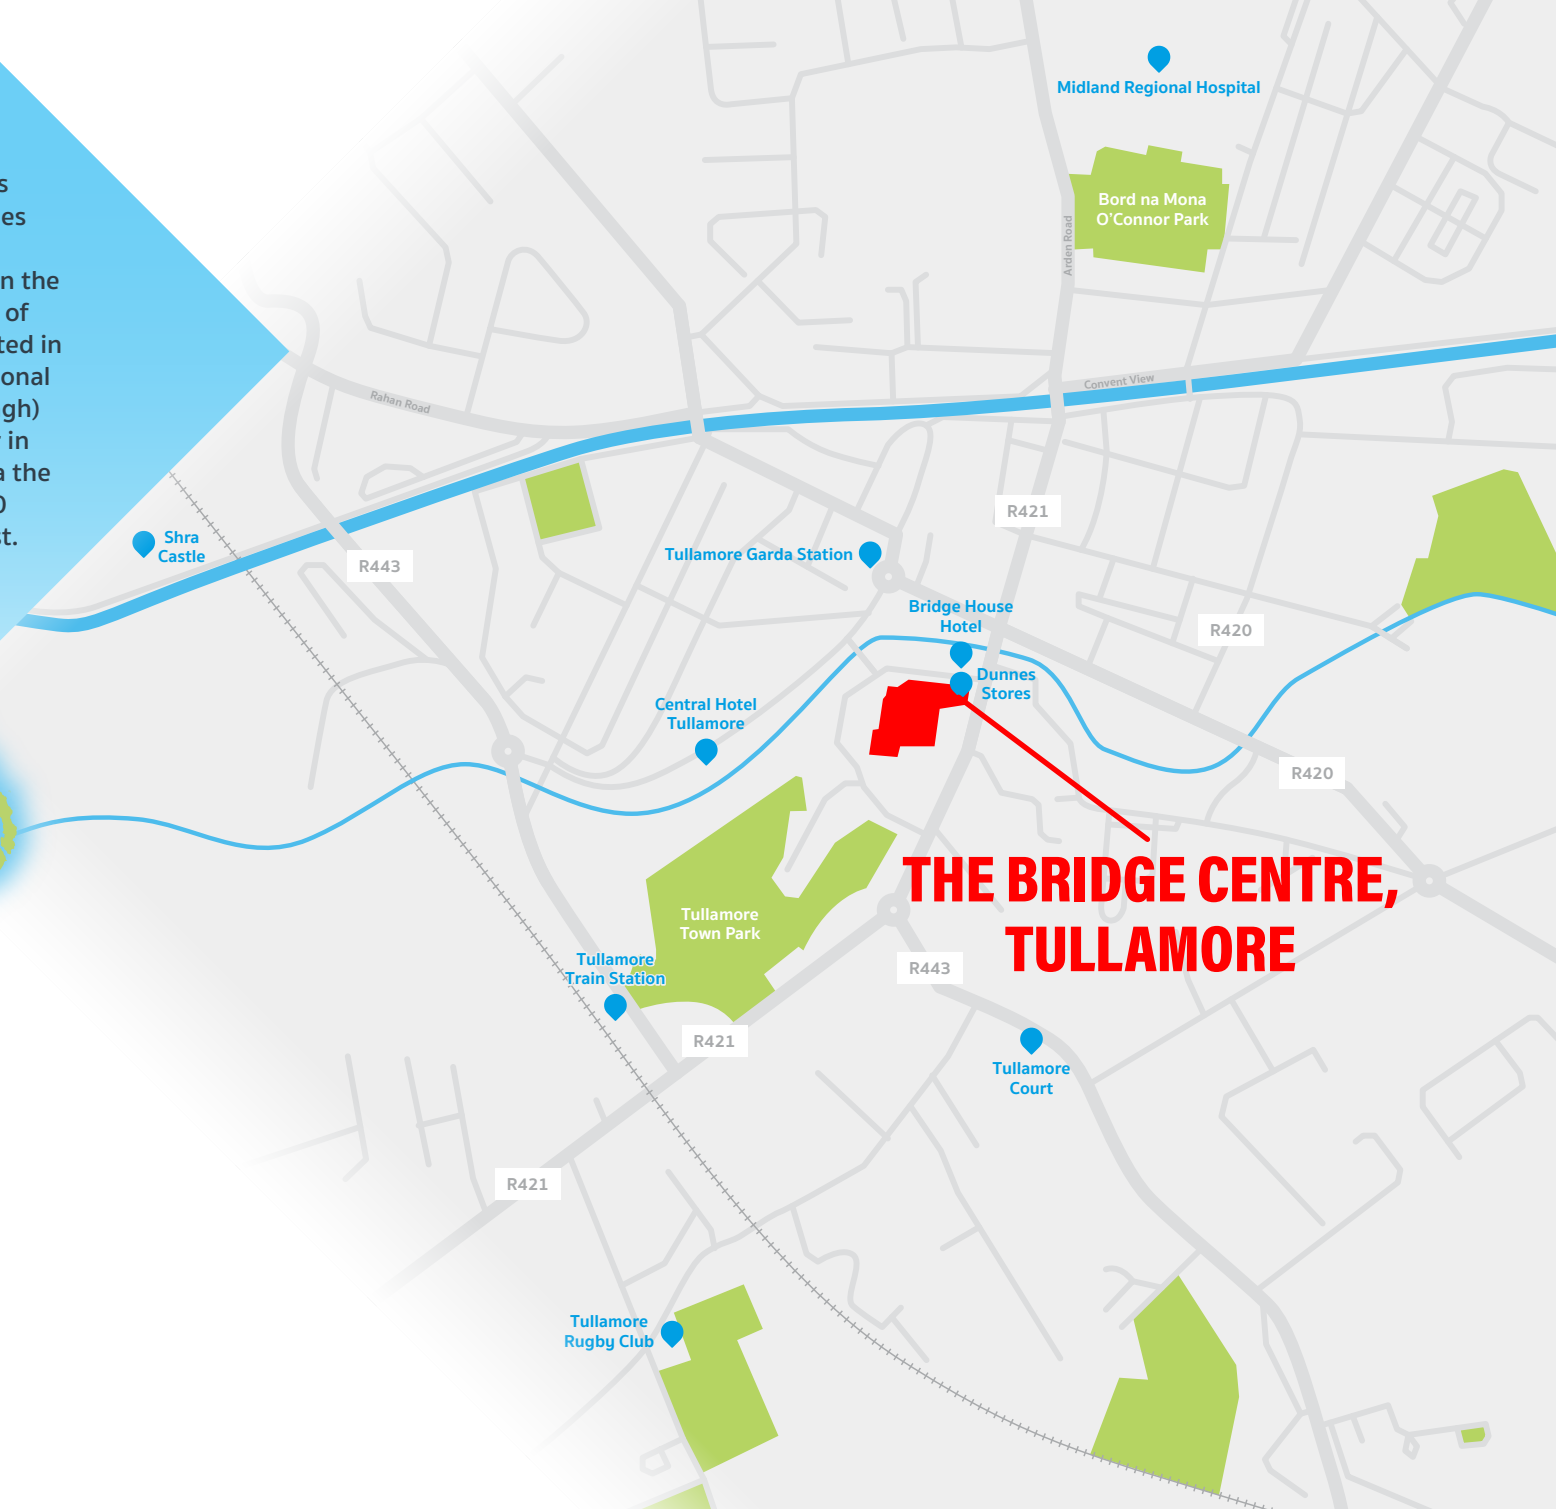 s
es
n the
of
ted in
onal
gh)
in
a the
0
st.
Midland Regional Hospital
Bord na Mona
O'Connor Park
Arden Road
Convent View
Rahan Road
Shra
Castle
R443
R421
Tullamore Garda Station
Bridge House
Hotel
R420
Dunnes
Stores
Central Hotel
Tullamore
R420
THE BRIDGE CENTRE,
TULLAMORE
Tullamore
Town Park
Tullamore
Train Station
R443
R421
Tullamore
Court
R421
Tullamore
Rugby Club